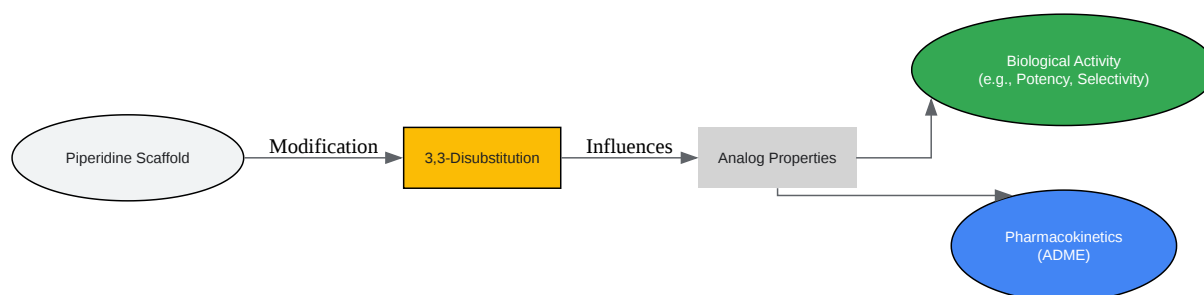 Piperidine Scaffold
Modification
3,3-Disubstitution
Influences
Analog Properties
Biological Activity
(e.g., Potency, Selectivity)
Pharmacokinetics
(ADME)